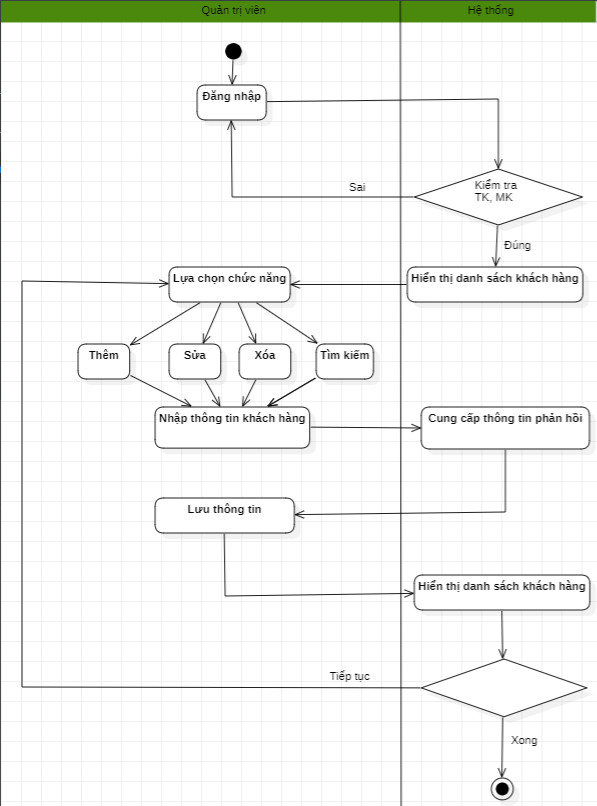 Quản trị viên
Hệ thống
Đăng nhập
Kiểm tra
TK, MK
Sai
Đúng
Lựa chọn chức năng
Hiển thị danh sách khách hàng
Thêm
Sửa
Xóa
Tìm kiếm
Nhập thông tin khách hàng
Cung cấp thông tin phản hồi
Lưu thông tin
Hiển thị danh sách khách hàng
Tiếp tục
Xong